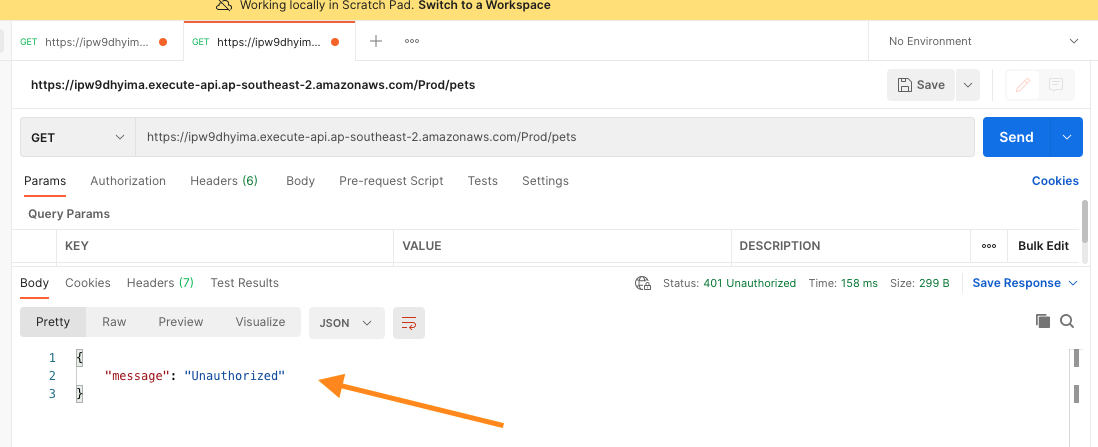 Working locally in Scratch Pad. Switch to a Workspace
GET https://ipw9dhyima... GET https://ipw9dhyima... + ooo No Environment
https://ipw9dhyima.execute-api.ap-southeast-2.amazonaws.com/Prod/pets Save
GET https://ipw9dhyima.execute-api.ap-southeast-2.amazonaws.com/Prod/pets Send
Params Authorization Headers (6) Body Pre-request Script Tests Settings Cookies
Query Params
KEY VALUE DESCRIPTION ooo Bulk Edit
Body Cookies Headers (7) Test Results Status: 401 Unauthorized Time: 158 ms Size: 299 B Save Response
Pretty Raw Preview Visualize JSON
1 {
2 "message": "Unauthorized"
3 }